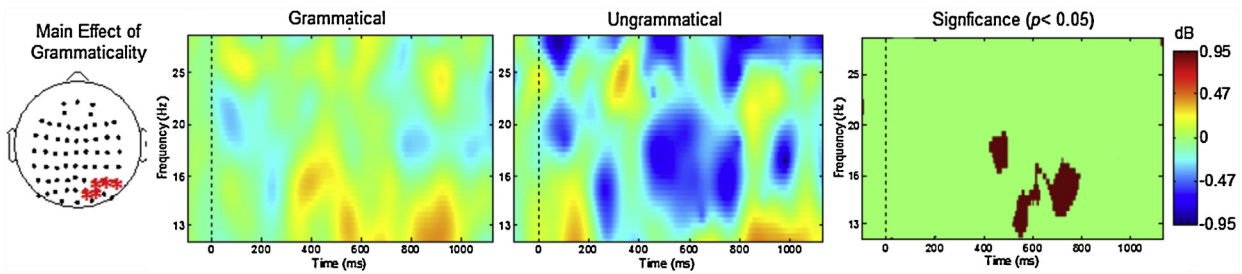 Main Effect of
Grammaticality
Grammatical
Ungrammatical
Signficance (p< 0.05)
dB
Frequency (Hz)
25
20
16
13
0 200 400 600 800 1000
Time (ms)
Frequency (Hz)
25
20
16
13
0 200 400 600 800 1000
Time (ms)
Frequency (Hz)
25
20
16
13
0 200 400 600 800 1000
Time (ms)
0.95
0.47
0
-0.47
-0.95